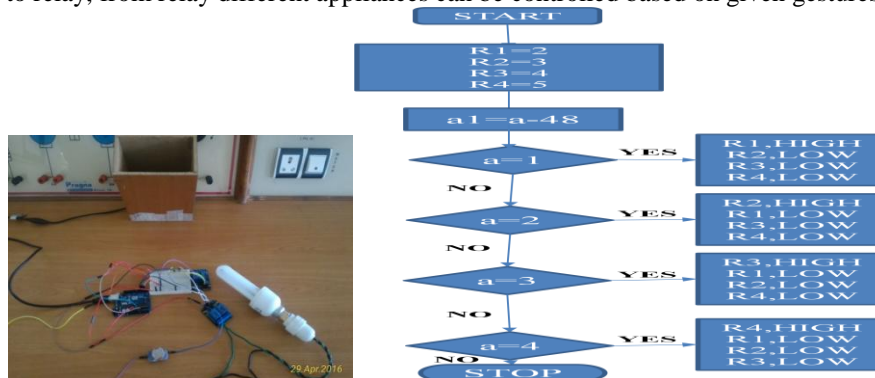 to relay, from relay different appliances can be controlled based on given gestures
START
R1=2
R2=3
R3=4
R4=5
a1=a-48
a=1
YES
R1,HIGH
R2,LOW
R3,LOW
R4,LOW
NO
a=2
YES
R2,HIGH
R1,LOW
R3,LOW
R4,LOW
NO
a=3
YES
R3,HIGH
R1,LOW
R2,LOW
R4,LOW
NO
a=4
YES
R4,HIGH
R1,LOW
R2,LOW
R3,LOW
NO
STOP
29.Apr.2016